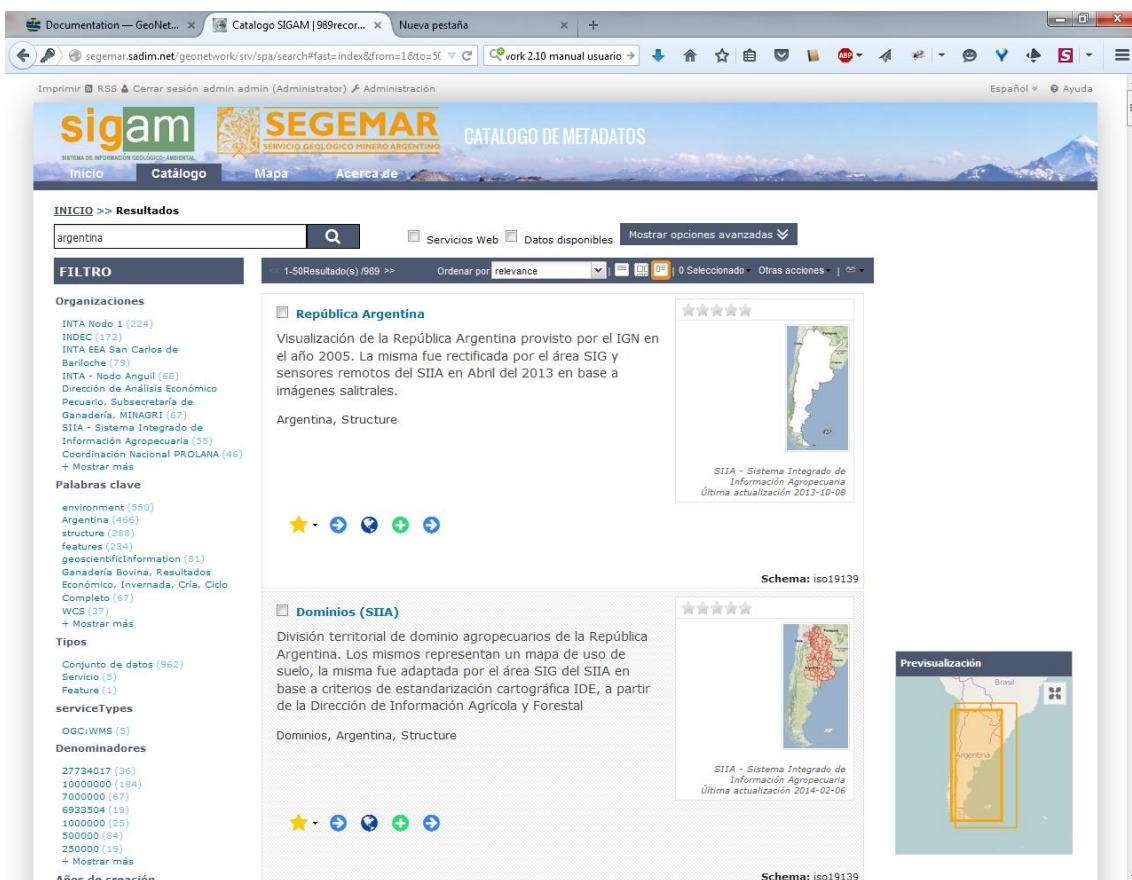 Documentation — GeoNet...
Catalogo SIGAM | 989recor...
Nueva pestaña
segemar.sadim.net/geonetwork/srv/spa/search#fast=index&from=1&to=5(
vork 2.10 manual usuario
ABP
S
Imprimir RSS Cerrar sesión admin admin (Administrator) Administración
Español Ayuda
sigam
SISTEMA DE INFORMACIÓN GEOLÓGICO-AMBIENTAL
SEGEMAR
SERVICIO GEOLÓGICO MINERO ARGENTINO
CATALOGO DE METADATOS
Inicio Catálogo Mapa Acerca de
INICIO >> Resultados
argentina
Servicios Web Datos disponibles Mostrar opciones avanzadas
FILTRO
<< 1-50Resultado(s) /989 >> Ordenar por relevance | 0 Seleccionado Otras acciones |
Organizaciones
INTA Nodo 1 (224)
INDEC (172)
INTA EEA San Carlos de
Bariloche (79)
INTA - Nodo Anguil (68)
Dirección de Análisis Económico
Pecuario, Subsecretaría de
Ganadería, MINAGRI (67)
SIIA - Sistema Integrado de
Información Agropecuaria (55)
Coordinación Nacional PROLANA (46)
+ Mostrar más
Palabras clave
environment (550)
Argentina (466)
structure (288)
features (234)
geoscientificInformation (81)
Ganadería Bovina, Resultados
Económico, Invernada, Cría, Ciclo
Completo (67)
WCS (37)
+ Mostrar más
Tipos
Conjunto de datos (962)
Servicio (5)
Feature (1)
serviceTypes
OGC:WMS (5)
Denominadores
27734017 (36)
10000000 (184)
7000000 (67)
6933504 (19)
1000000 (25)
500000 (84)
250000 (19)
+ Mostrar más
Años de creación
República Argentina
Visualización de la República Argentina provisto por el IGN en
el año 2005. La misma fue rectificada por el área SIG y
sensores remotos del SIIA en Abril del 2013 en base a
imágenes salitrales.
Argentina, Structure
SIIA - Sistema Integrado de
Información Agropecuaria
Última actualización 2013-10-08
Schema: iso19139
Dominios (SIIA)
División territorial de dominio agropecuarios de la República
Argentina. Los mismos representan un mapa de uso de
suelo, la misma fue adaptada por el área SIG del SIIA en
base a criterios de estandarización cartográfica IDE, a partir
de la Dirección de Información Agrícola y Forestal
Dominios, Argentina, Structure
SIIA - Sistema Integrado de
Información Agropecuaria
Última actualización 2014-02-06
Schema: iso19139
Previsualización
Brasil
Argentina